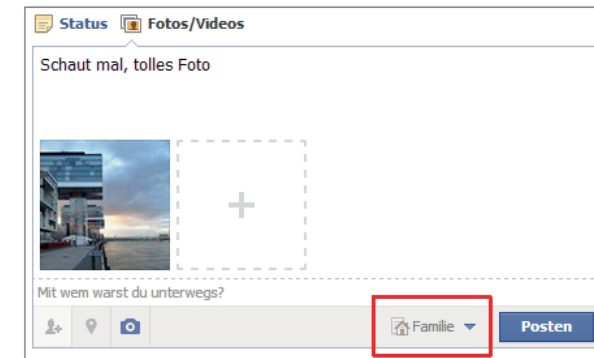 Status Fotos/Videos
Schaut mal, tolles Foto
Mit wem warst du unterwegs?
Familie Posten